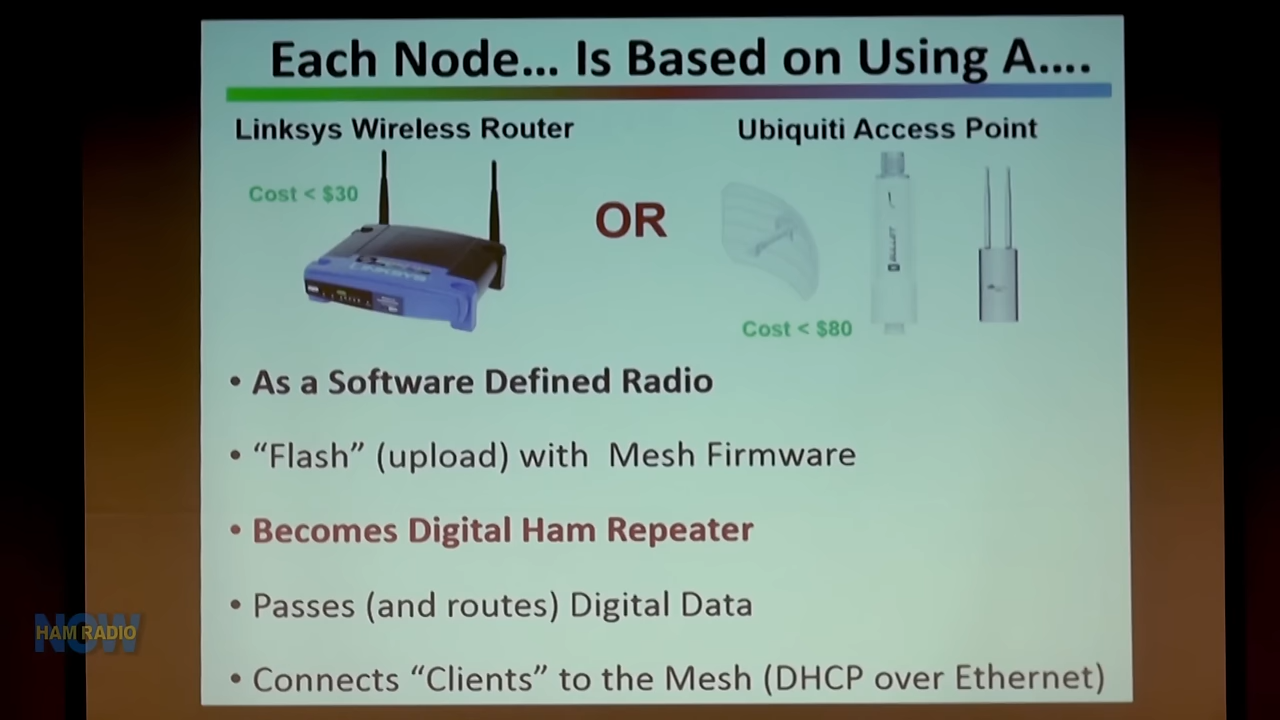 Each Node... Is Based on Using A....
Linksys Wireless Router
Ubiquiti Access Point
Cost < $30
OR
LINKSYS
BULLET
Cost < $80
• As a Software Defined Radio
• “Flash” (upload) with Mesh Firmware
• Becomes Digital Ham Repeater
• Passes (and routes) Digital Data
• Connects “Clients” to the Mesh (DHCP over Ethernet)
NOW
HAM RADIO